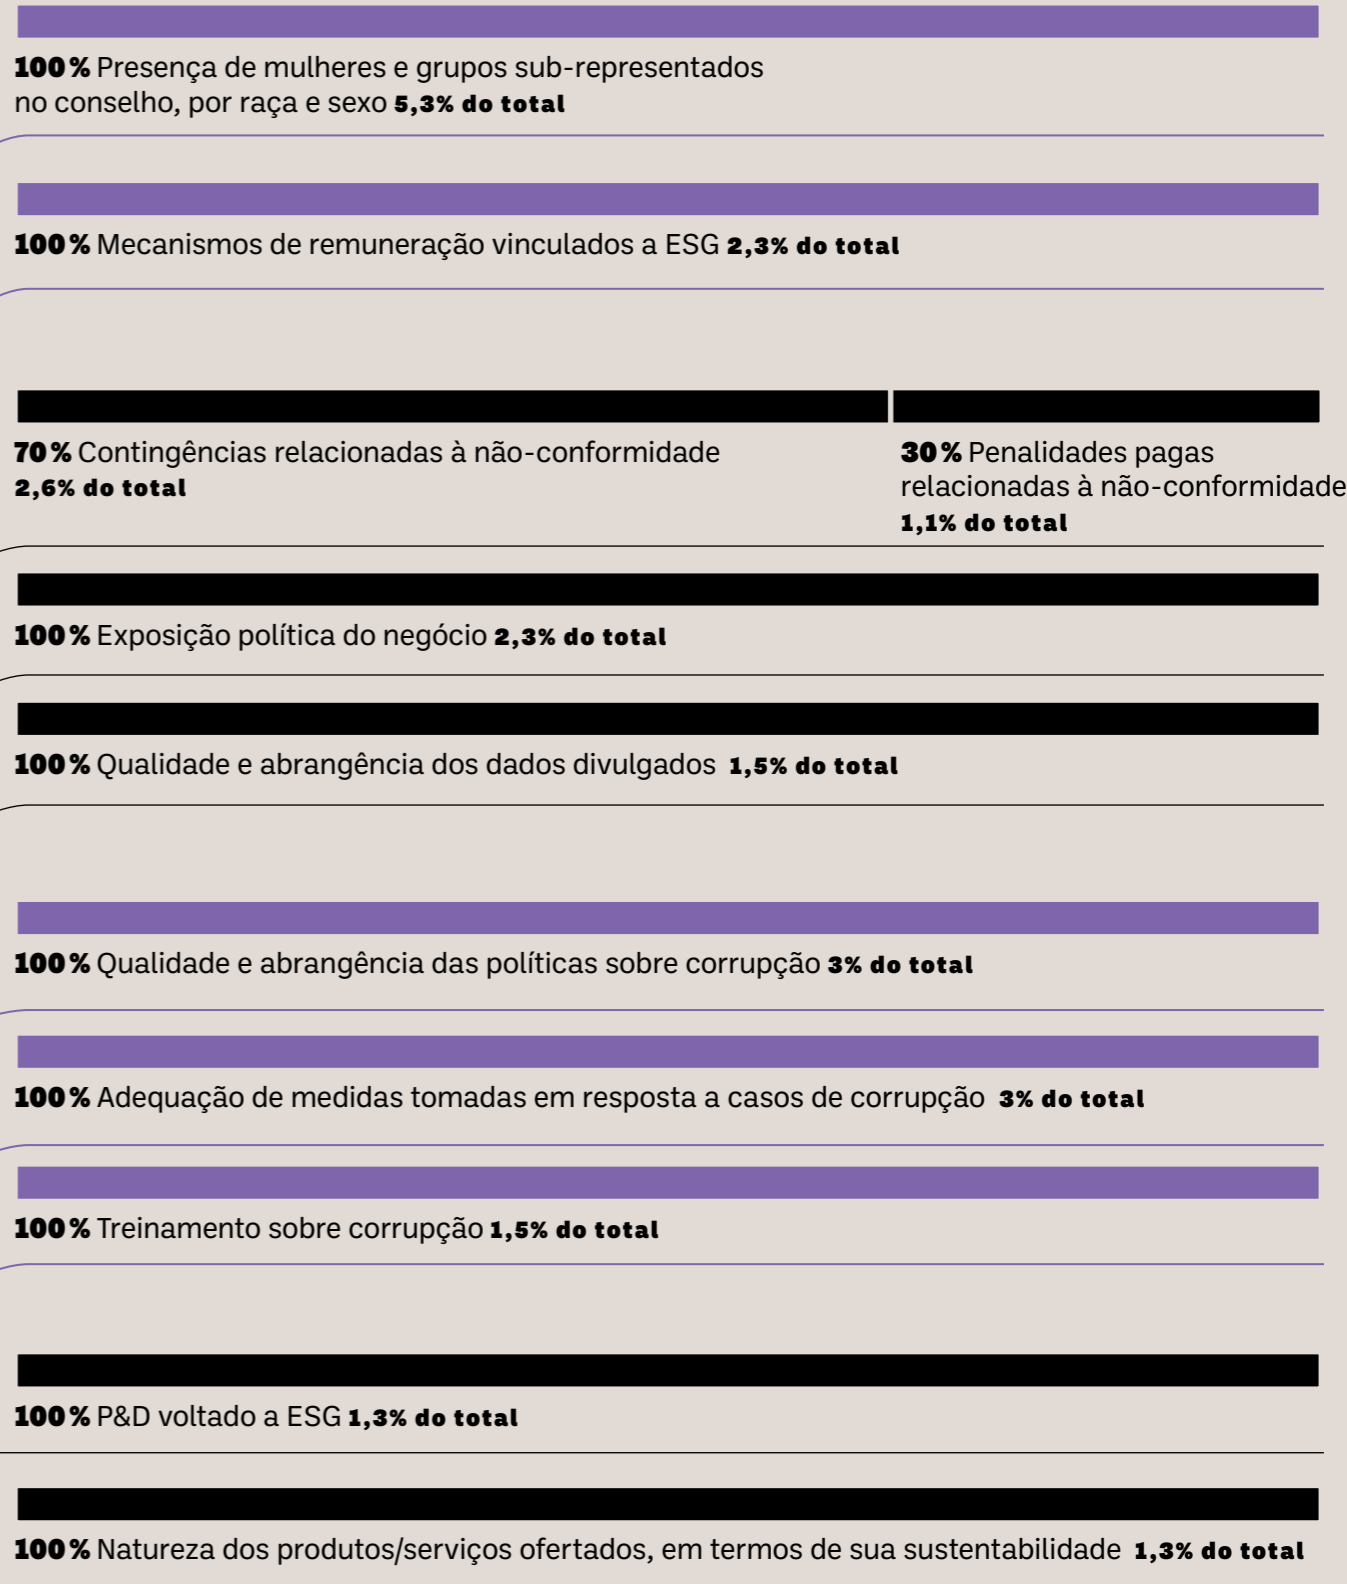 100% Presença de mulheres e grupos sub-representados
no conselho, por raça e sexo 5,3% do total
100% Mecanismos de remuneração vinculados a ESG 2,3% do total
70% Contingências relacionadas à não-conformidade
2,6% do total
30% Penalidades pagas
relacionadas à não-conformidade
1,1% do total
100% Exposição política do negócio 2,3% do total
100% Qualidade e abrangência dos dados divulgados 1,5% do total
100% Qualidade e abrangência das políticas sobre corrupção 3% do total
100% Adequação de medidas tomadas em resposta a casos de corrupção 3% do total
100% Treinamento sobre corrupção 1,5% do total
100% P&D voltado a ESG 1,3% do total
100% Natureza dos produtos/serviços ofertados, em termos de sua sustentabilidade 1,3% do total